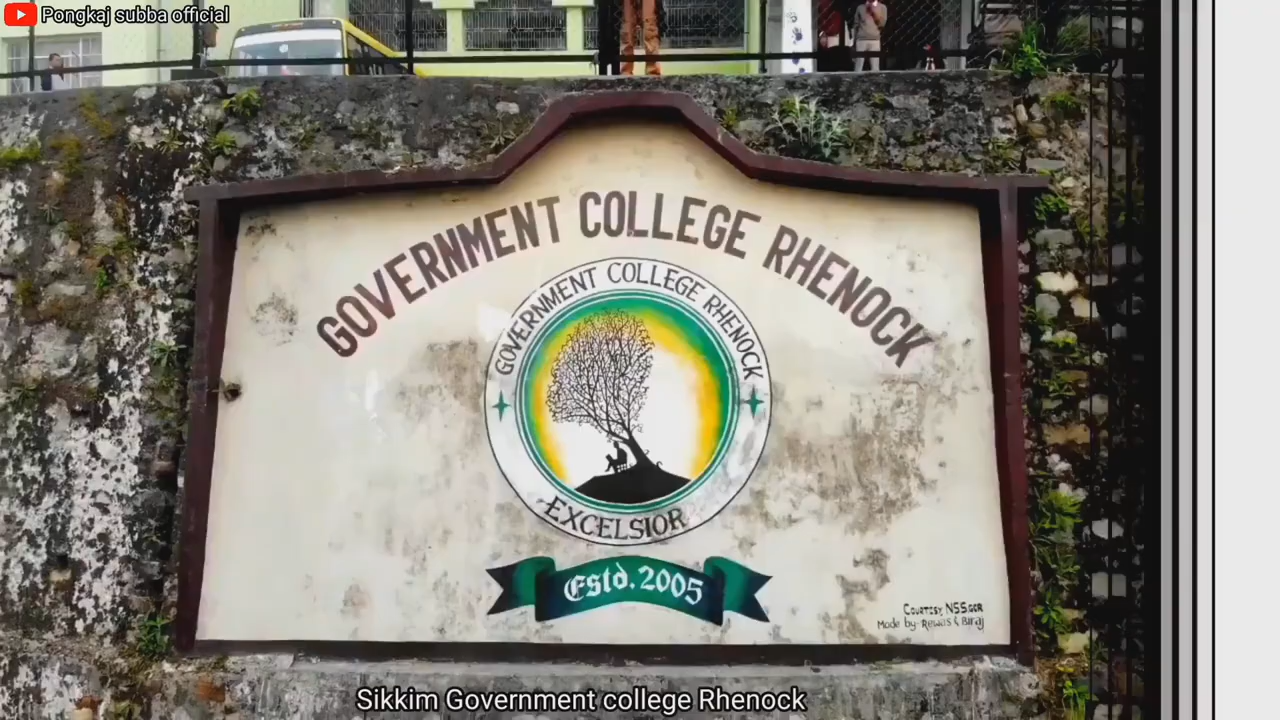 Pongkaj subba official
GOVERNMENT COLLEGE RHENOCK
GOVERNMENT COLLEGE RHENOCK
EXCELSIOR
Estd. 2005
COURTESY, NSS.GCR
Made by:- Rewas & Biraj
Sikkim Government college Rhenock